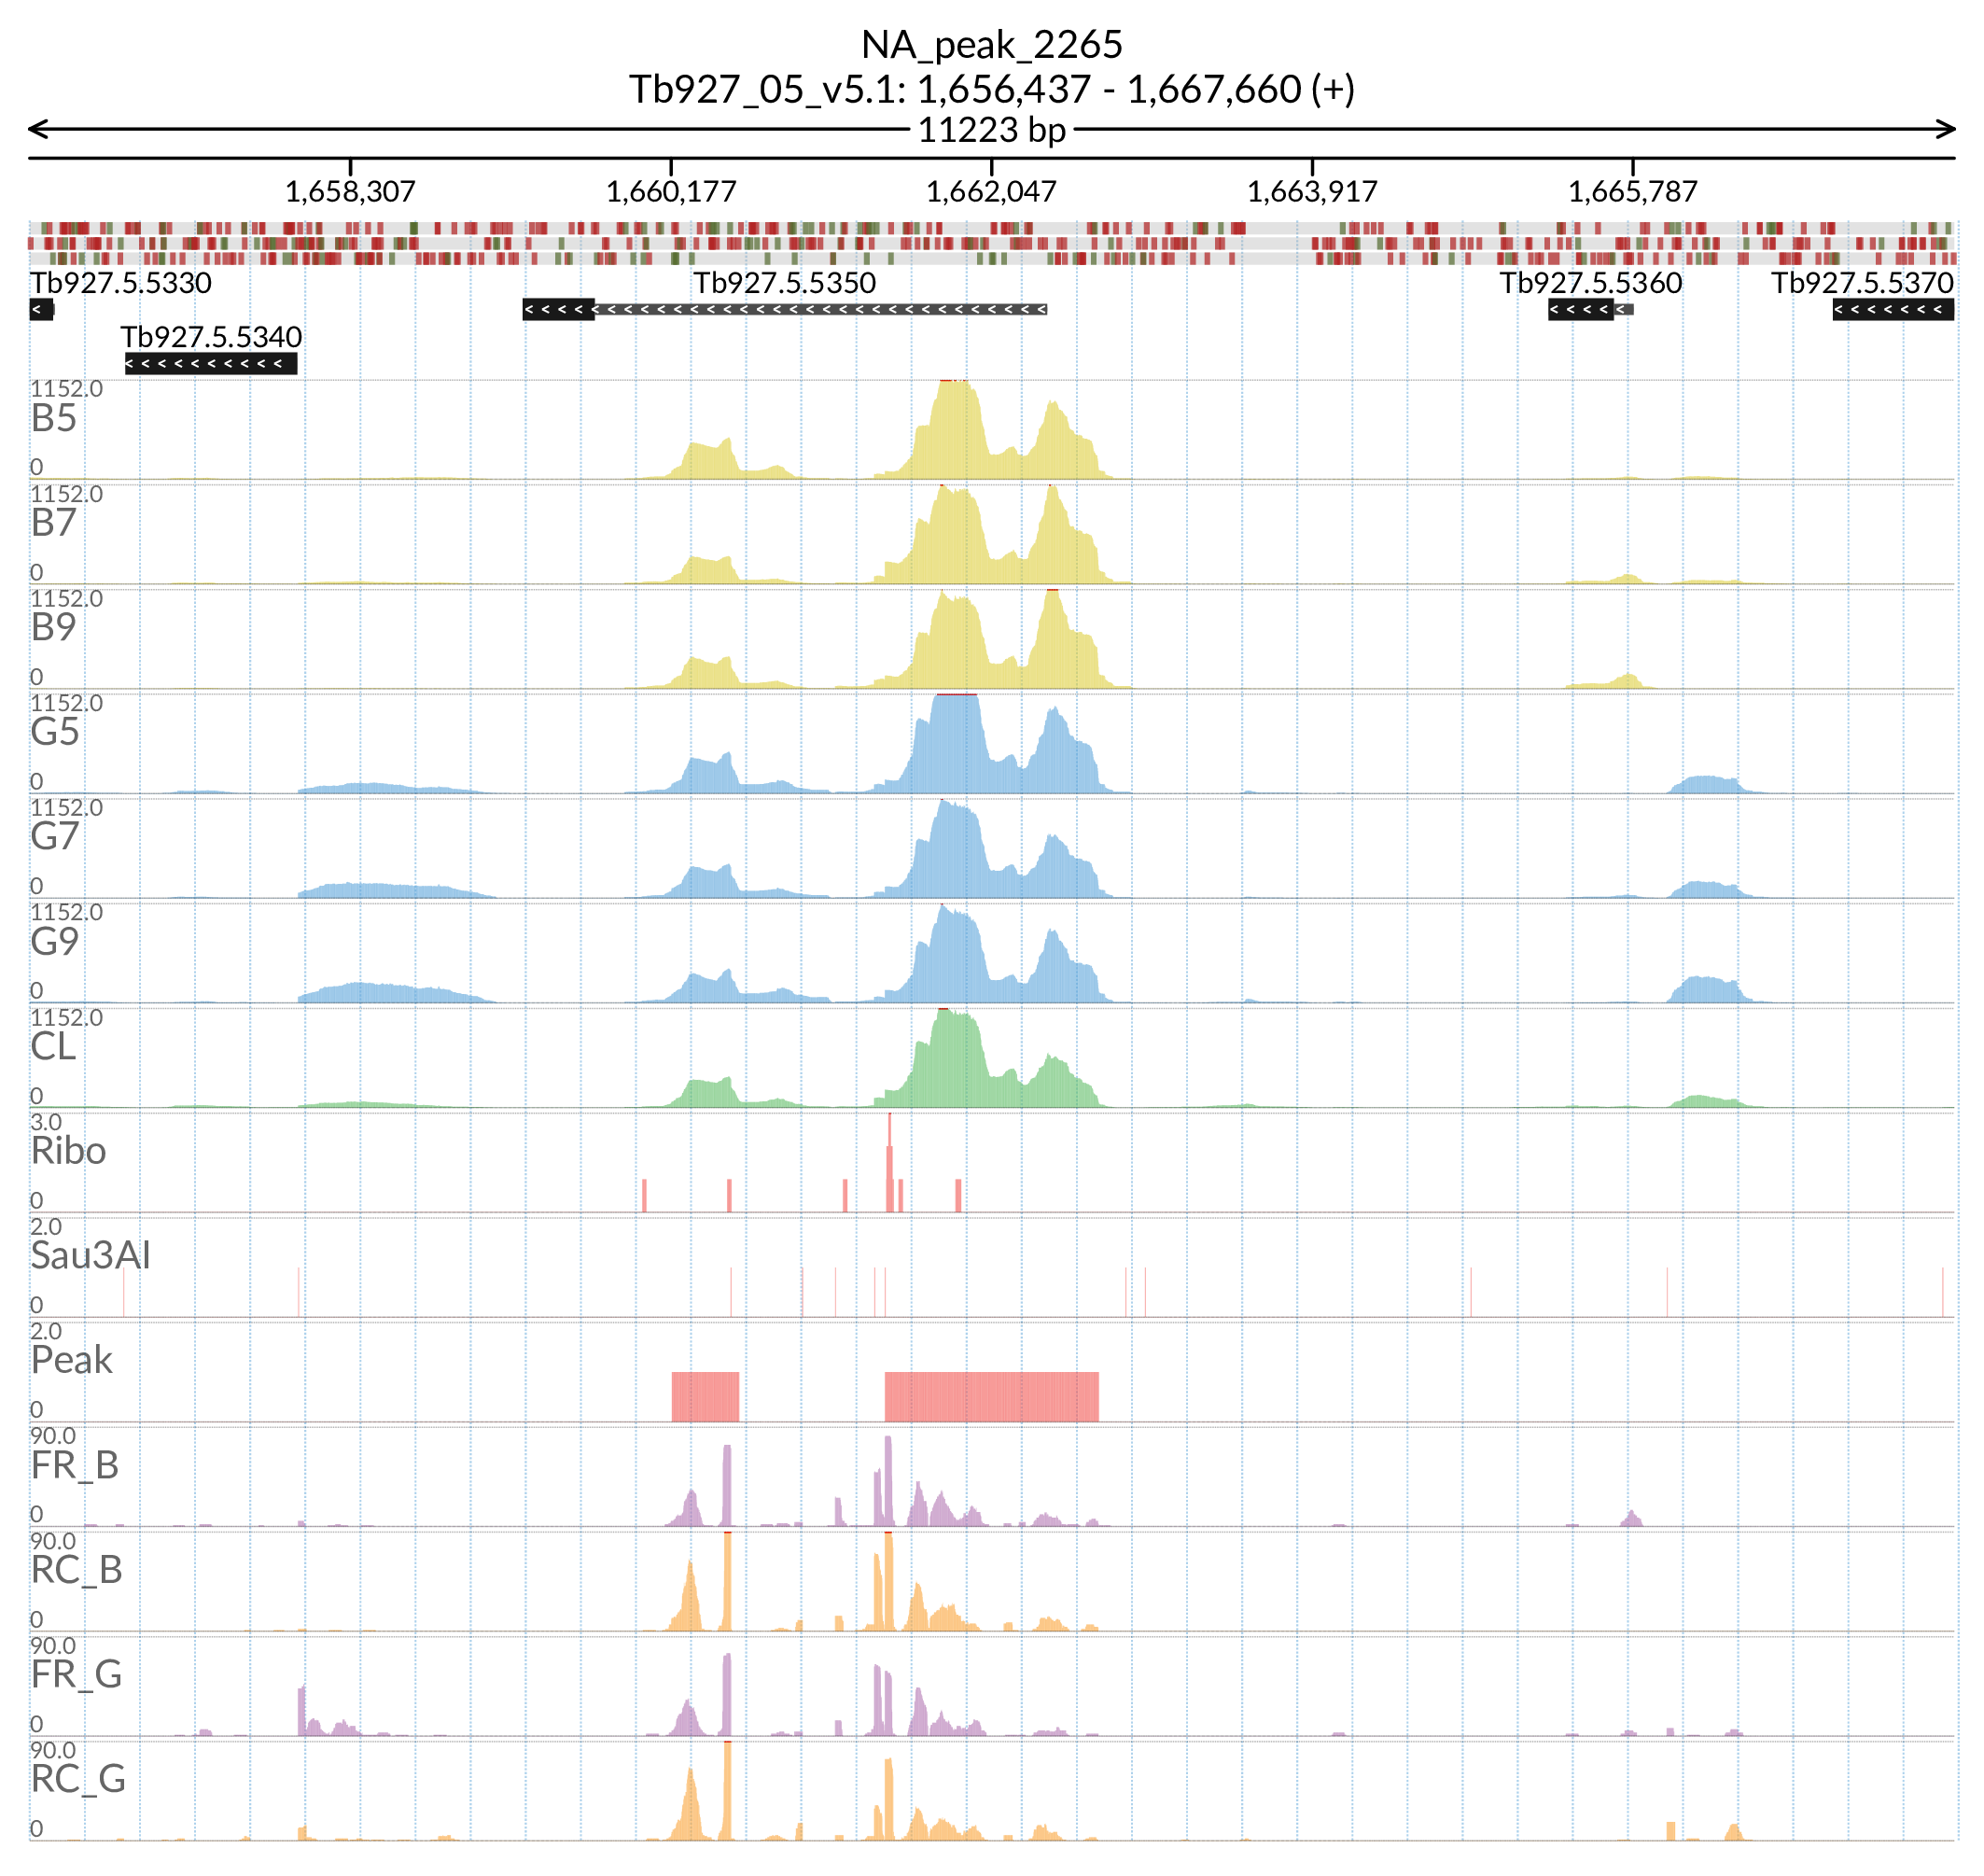 NA_peak_2265
Tb927_05_v5.1: 1,656,437 - 1,667,660 (+)
11223 bp
1,658,307 1,660,177 1,662,047 1,663,917 1,665,787
Tb927.5.5330 Tb927.5.5350 Tb927.5.5360 Tb927.5.5370
Tb927.5.5340
1152.0
B5
0
1152.0
B7
0
1152.0
B9
0
1152.0
G5
0
1152.0
G7
0
1152.0
G9
0
1152.0
CL
0
3.0
Ribo
0
2.0
Sau3AI
0
2.0
Peak
0
90.0
FR_B
0
90.0
RC_B
0
90.0
FR_G
0
90.0
RC_G
0